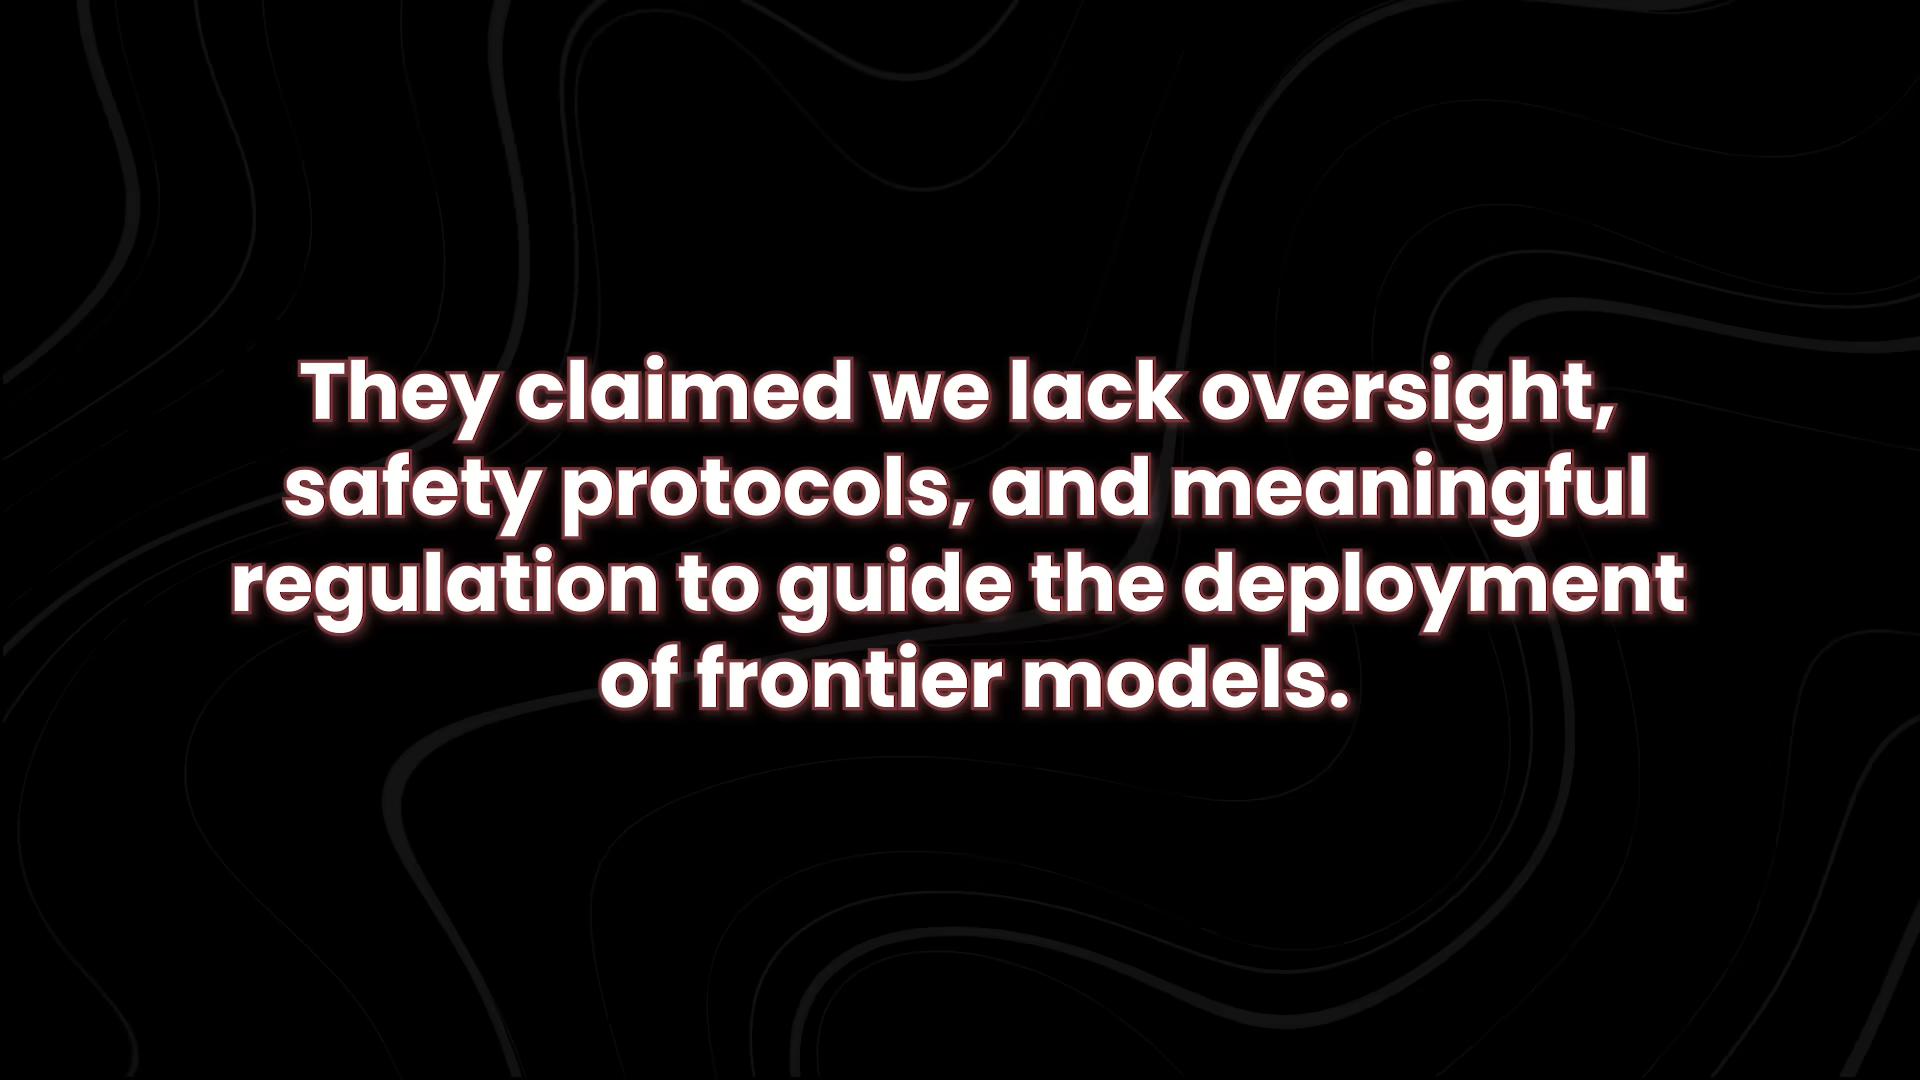 They claimed we lack oversight,
safety protocols, and meaningful
regulation to guide the deployment
of frontier models.